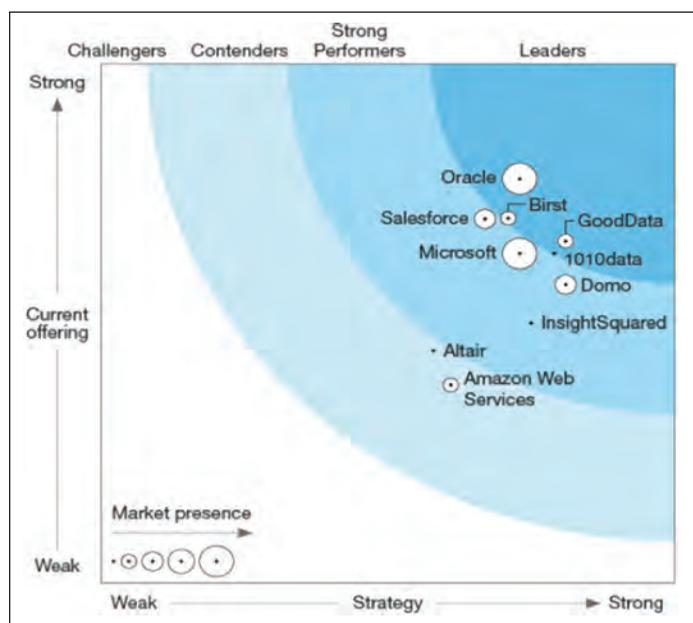 Strong
Challengers Contenders Performers Leaders
Strong
Oracle
Birst
Salesforce
GoodData
Microsoft
1010data
Domo
Current
offering
InsightSquared
Altair
Amazon Web
Services
Market presence
Weak
Weak Strategy Strong